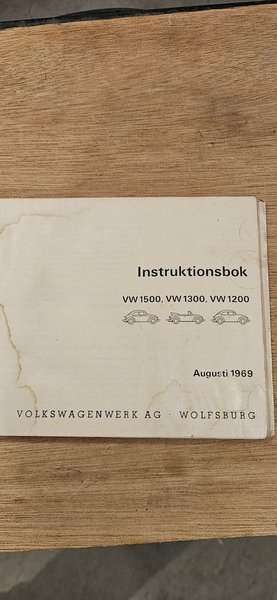 Instruktionsbok
VW 1500, VW 1300, VW 1200
Augusti 1969
VOLKSWAGENWERK AG · WOLFSBURG